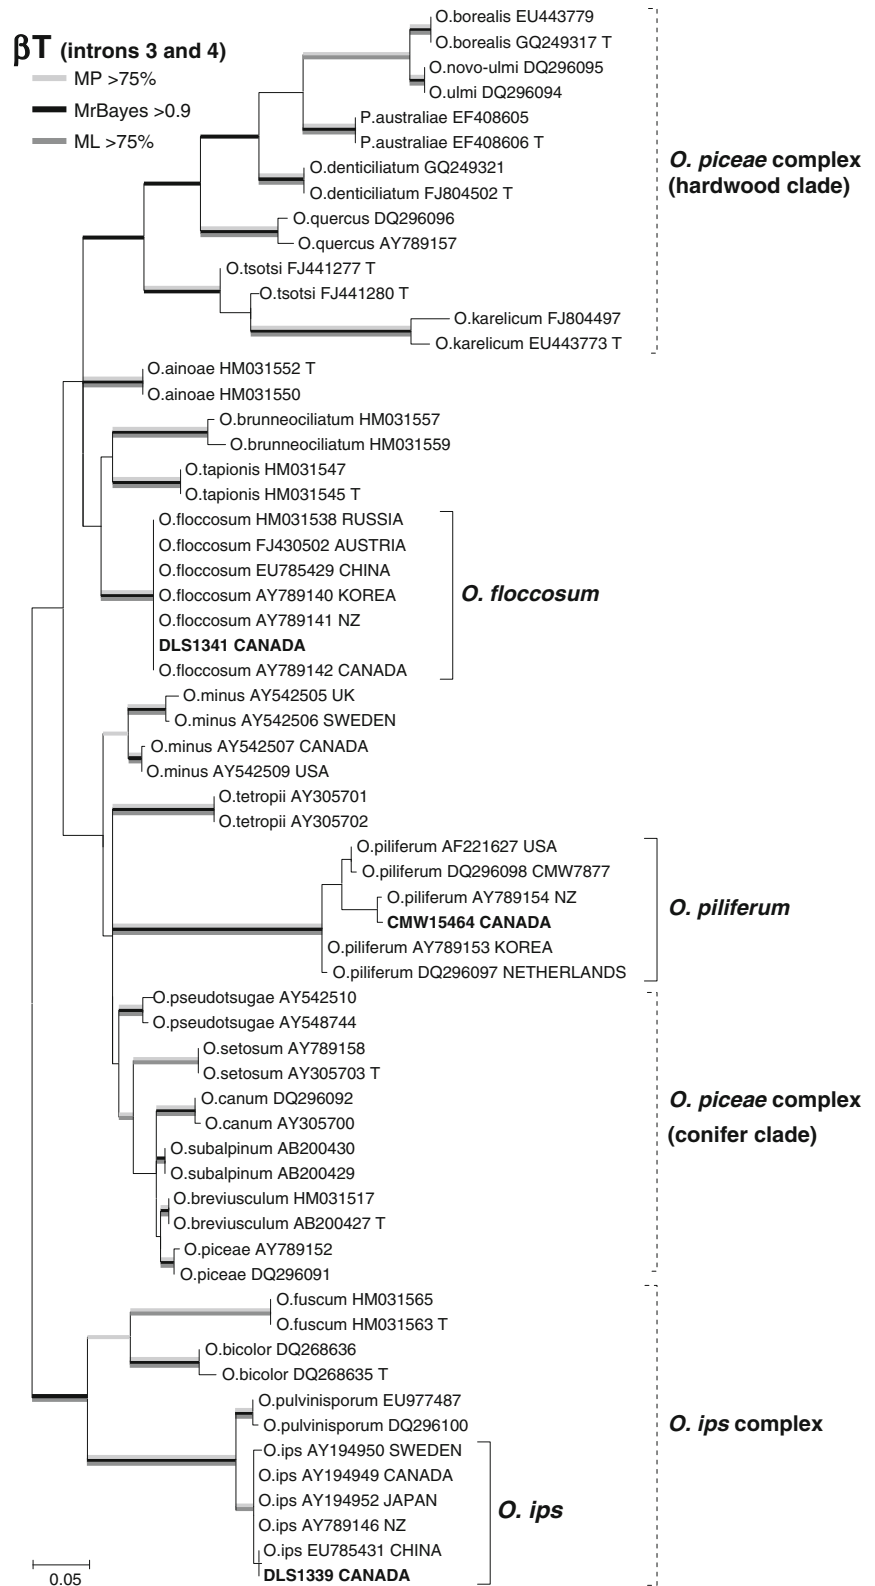 βT (introns 3 and 4)
MP >75%
MrBayes >0.9
ML >75%
O.borealis EU443779
O.borealis GQ249317 T
O.novo-ulmi DQ296095
O.ulmi DQ296094
P.australiae EF408605
P.australiae EF408606 T
O.denticiliatum GQ249321
O.denticiliatum FJ804502 T
O.quercus DQ296096
O.quercus AY789157
O.tsotsi FJ441277 T
O.tsotsi FJ441280 T
O.karelicum FJ804497
O.karelicum EU443773 T
O. piceae complex
(hardwood clade)
O.ainoae HM031552 T
O.ainoae HM031550
O.brunneociliatum HM031557
O.brunneociliatum HM031559
O.tapionis HM031547
O.tapionis HM031545 T
O.floccosum HM031538 RUSSIA
O.floccosum FJ430502 AUSTRIA
O.floccosum EU785429 CHINA
O.floccosum AY789140 KOREA
O.floccosum AY789141 NZ
DLS1341 CANADA
O.floccosum AY789142 CANADA
O. floccosum
O.minus AY542505 UK
O.minus AY542506 SWEDEN
O.minus AY542507 CANADA
O.minus AY542509 USA
O.tetropii AY305701
O.tetropii AY305702
O.piliferum AF221627 USA
O.piliferum DQ296098 CMW7877
O.piliferum AY789154 NZ
CMW15464 CANADA
O.piliferum AY789153 KOREA
O.piliferum DQ296097 NETHERLANDS
O. piliferum
O.pseudotsugae AY542510
O.pseudotsugae AY548744
O.setosum AY789158
O.setosum AY305703 T
O.canum DQ296092
O.canum AY305700
O.subalpinum AB200430
O.subalpinum AB200429
O.breviusculum HM031517
O.breviusculum AB200427 T
O.piceae AY789152
O.piceae DQ296091
O. piceae complex
(conifer clade)
O.fuscum HM031565
O.fuscum HM031563 T
O.bicolor DQ268636
O.bicolor DQ268635 T
O.pulvinisporum EU977487
O.pulvinisporum DQ296100
O.ips AY194950 SWEDEN
O.ips AY194949 CANADA
O.ips AY194952 JAPAN
O.ips AY789146 NZ
O.ips EU785431 CHINA
DLS1339 CANADA
O. ips
O. ips complex
0.05